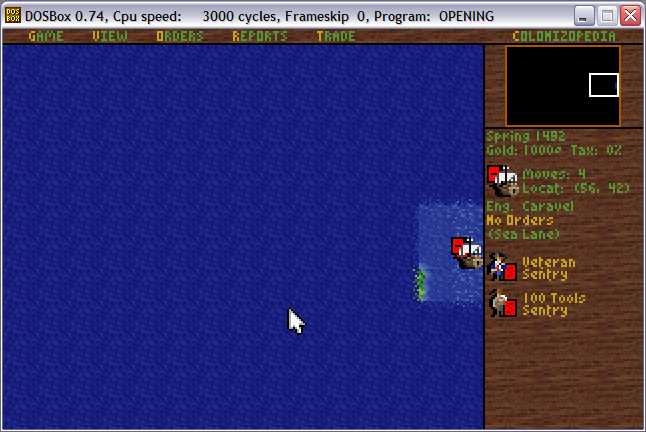 DOSBox 0.74, Cpu speed: 3000 cycles, Frameskip 0, Program: OPENING
GAME VIEW ORDERS REPORTS TRADE COLONIZOPEDIA
Spring 1492
Gold: 1000¢ Tax: 0%
Moves: 4
Locat: (56, 42)
Eng. Caravel
No Orders
(Sea Lane)
Veteran
Sentry
100 Tools
Sentry